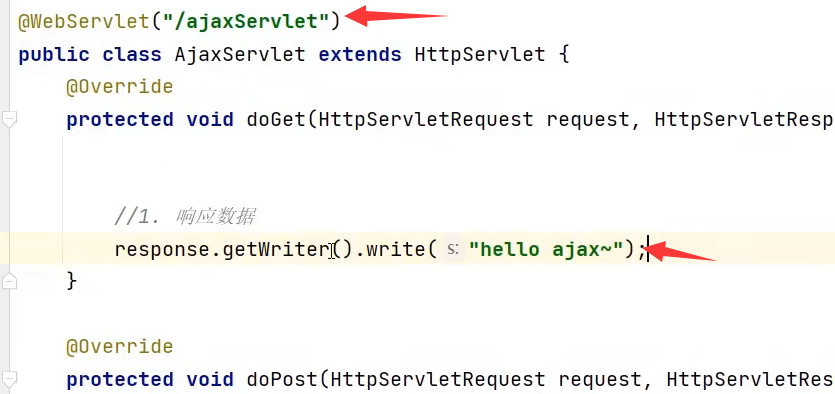 @WebServlet("/ajaxServlet")
public class AjaxServlet extends HttpServlet {
@Override
protected void doGet(HttpServletRequest request, HttpServletResp
//1. 响应数据
response.getWriter().write( s: "hello ajax~");
}
@Override
protected void doPost(HttpServletRequest request, HttpServletRes